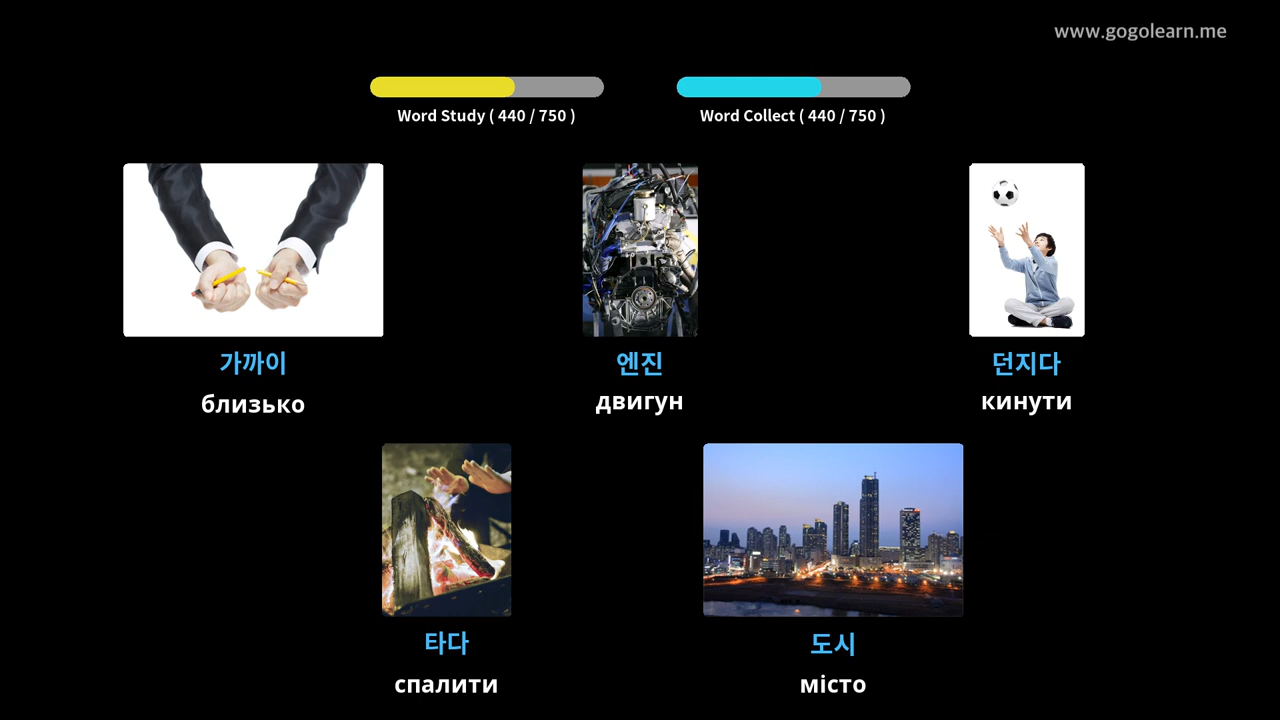 www.gogolearn.me
Word Study ( 440 / 750 )
Word Collect ( 440 / 750 )
가까이
близько
엔진
двигун
던지다
кинути
타다
спалити
도시
місто